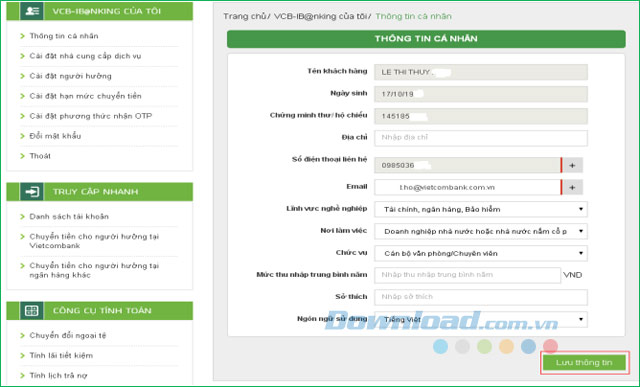 VCB-IB@NKING CỦA TÔI
Thông tin cá nhân
Cài đặt nhà cung cấp dịch vụ
Cài đặt người hưởng
Cài đặt hạn mức chuyển tiền
Cài đặt phương thức nhận OTP
Đổi mật khẩu
Thoát
TRUY CẬP NHANH
Danh sách tài khoản
Chuyển tiền cho người hưởng tại
Vietcombank
Chuyển tiền cho người hưởng tại
ngân hàng khác
CÔNG CỤ TÍNH TOÁN
Chuyển đổi ngoại tệ
Tính lãi tiết kiệm
Tính lịch trả nợ
Trang chủ/ VCB-IB@nking của tôi/ Thông tin cá nhân
THÔNG TIN CÁ NHÂN
Tên khách hàng LE THI THUY
Ngày sinh 17/10/19
Chứng minh thư/ hộ chiếu 145185
Địa chỉ Nhập địa chỉ
Số điện thoại liên hệ 0985036 +
Email t.ho@vietcombank.com.vn +
Lĩnh vực nghề nghiệp Tài chính, ngân hàng, Bảo hiểm
Nơi làm việc Doanh nghiệp nhà nước hoặc nhà nước nắm cổ p
Chức vụ Cán bộ văn phòng/Chuyên viên
Mức thu nhập trung bình năm Nhập thu nhập trung bình năm VND
Sở thích Nhập sở thích
Ngôn ngữ sử dụng Tiếng Việt
Download.com.vn
Lưu thông tin